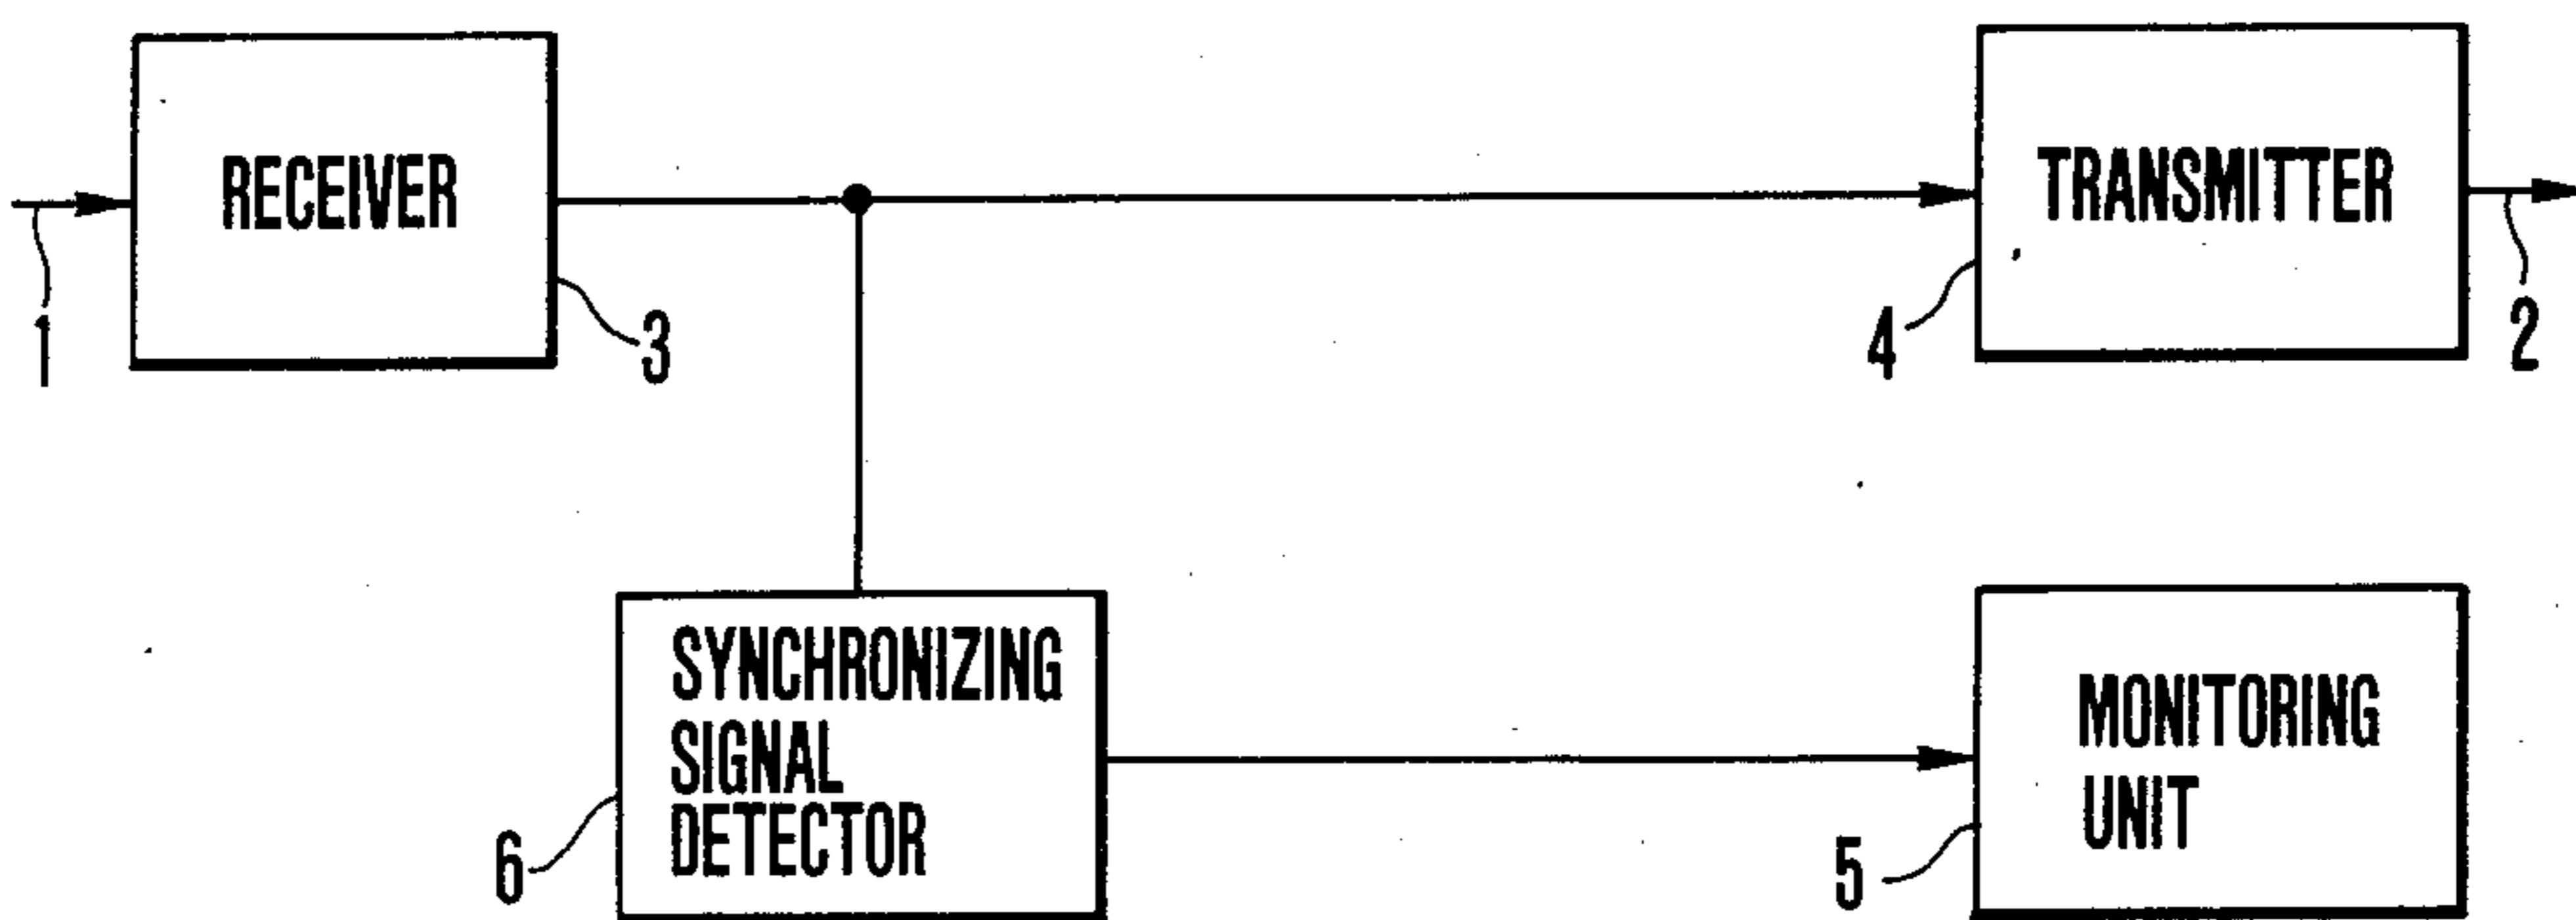 RECEIVER
TRANSMITTER
1
3
4
2
SYNCHRONIZING
SIGNAL
DETECTOR
MONITORING
UNIT
6
5